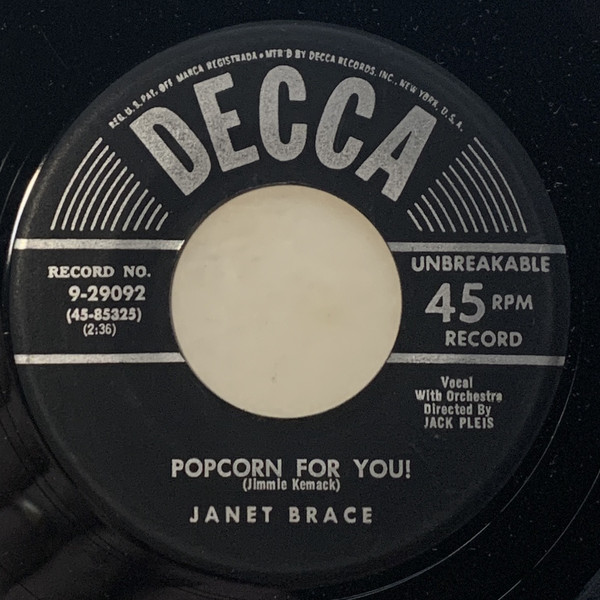 REG. U.S. PAT. OFF. MARCA REGISTRADA • MFR'D BY DECCA RECORDS, INC., NEW YORK, U.S.A.
DECCA
RECORD NO.
9-29092
(45-85325)
(2:36)
UNBREAKABLE
45 RPM
RECORD
Vocal
With Orchestra
Directed By
JACK PLEIS
POPCORN FOR YOU!
(Jimmie Kemack)
JANET BRACE